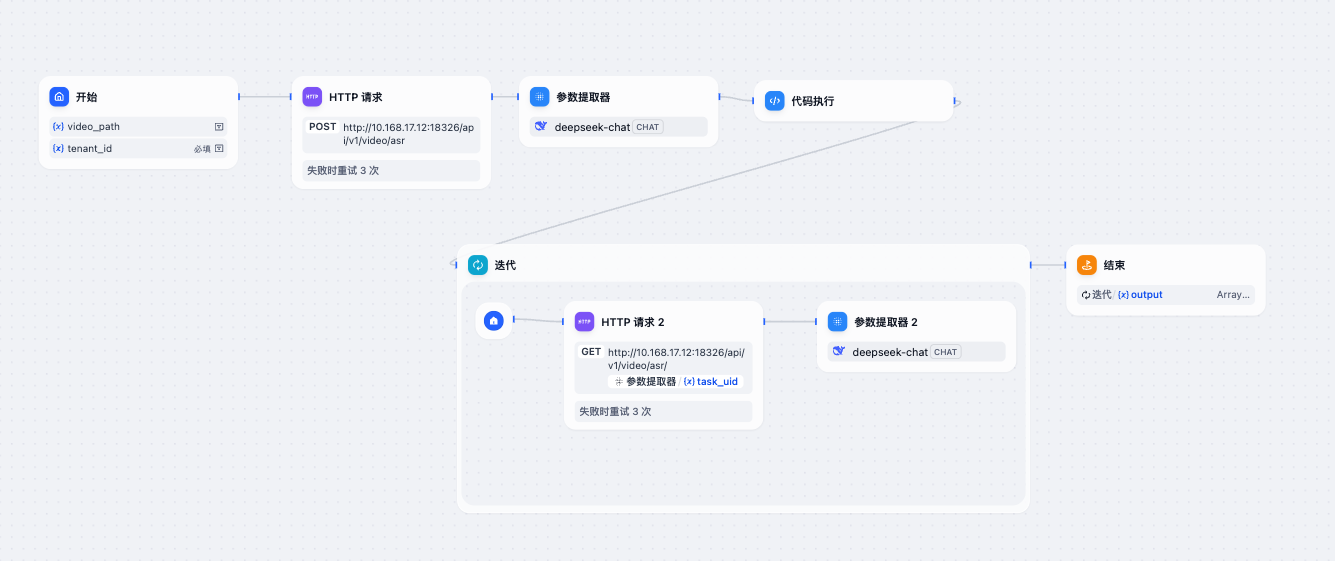 开始
{x} video_path
{x} tenant_id 必填
HTTP
HTTP 请求
POST http://10.168.17.12:18326/ap
i/v1/video/asr
失败时重试 3 次
参数提取器
deepseek-chat CHAT
代码执行
迭代
HTTP
HTTP 请求 2
GET http://10.168.17.12:18326/api/
v1/video/asr/
参数提取器 / {x} task_uid
失败时重试 3 次
参数提取器 2
deepseek-chat CHAT
结束
迭代 / {x} output Array...